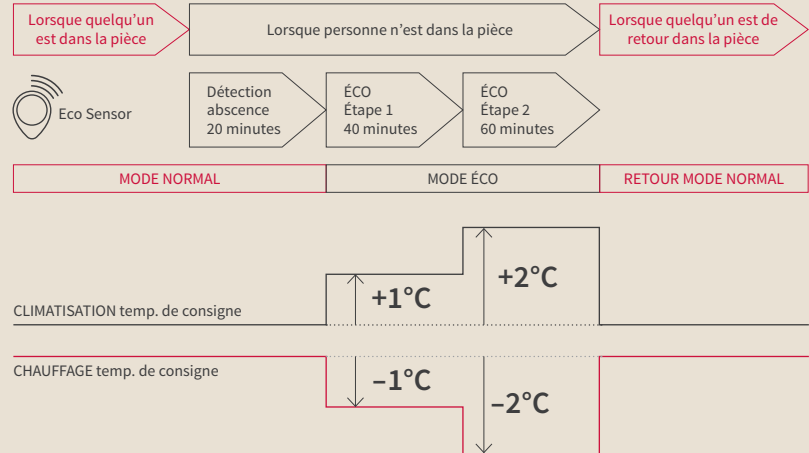 Lorsque quelqu’un
est dans la pièce
Lorsque personne n’est dans la pièce
Lorsque quelqu’un est de
retour dans la pièce
Eco Sensor
Détection
abscence
20 minutes
ÉCO
Étape 1
40 minutes
ÉCO
Étape 2
60 minutes
MODE NORMAL
MODE ÉCO
RETOUR MODE NORMAL
+1°C
+2°C
CLIMATISATION temp. de consigne
CHAUFFAGE temp. de consigne
–1°C
–2°C